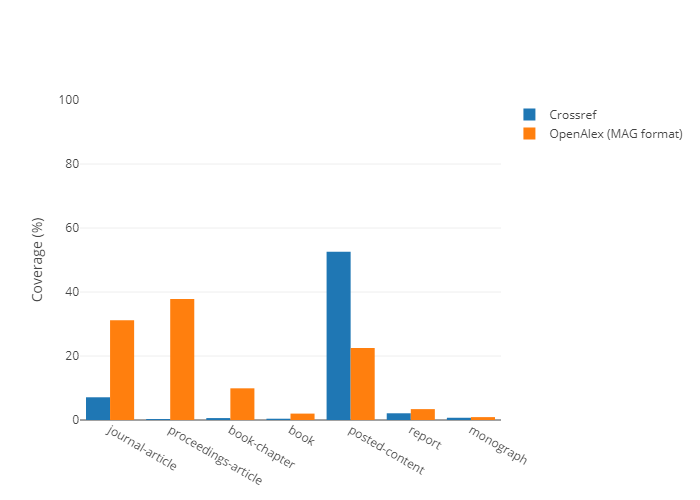 100
80
60
40
20
0
Coverage (%)
journal-article
proceedings-article
book-chapter
book
posted-content
report
monograph
Crossref
OpenAlex (MAG format)